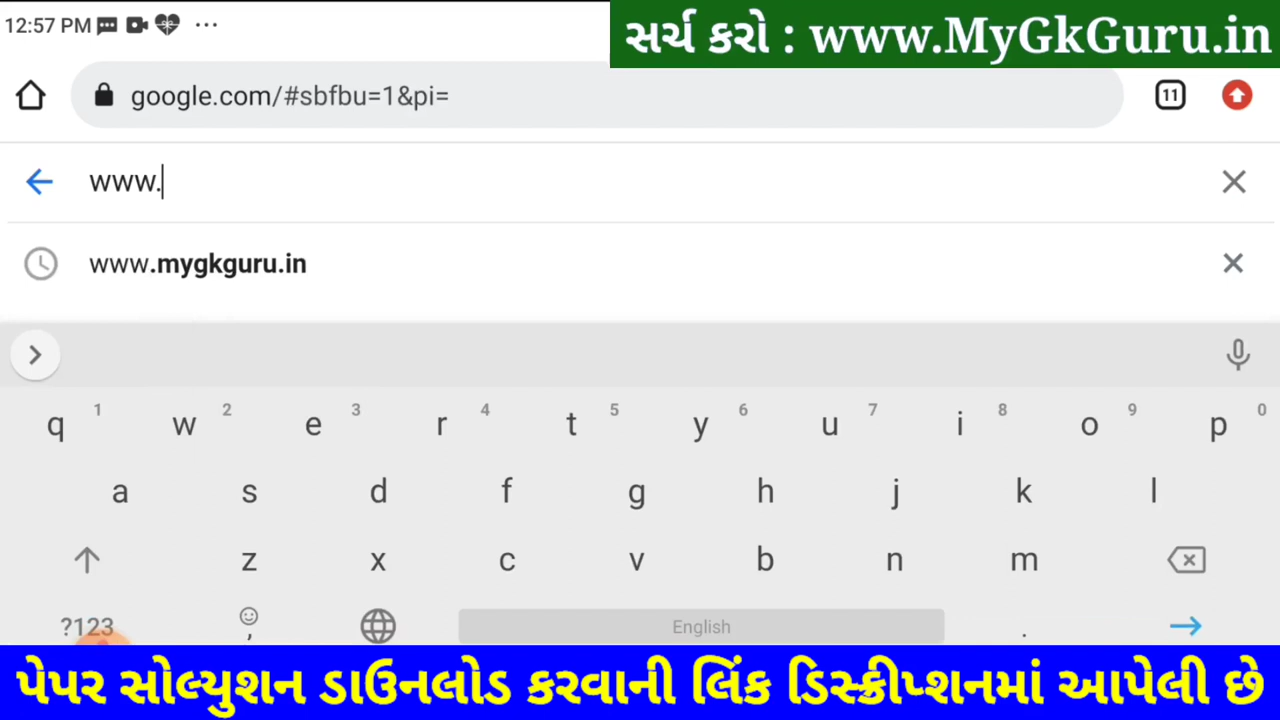 12:57 PM
સર્ચ કરો : www.MyGkGuru.in
google.com/#sbfbu=1&pi=
11
www.
www.mygkguru.in
q 1 w 2 e 3 r 4 t 5 y 6 u 7 i 8 o 9 p 0
a s d f g h j k l
z x c v b n m
?123 , English .
પેપર સોલ્યુશન ડાઉનલોડ કરવાની લિંક ડિસ્ક્રીપ્શનમાં આપેલી છે